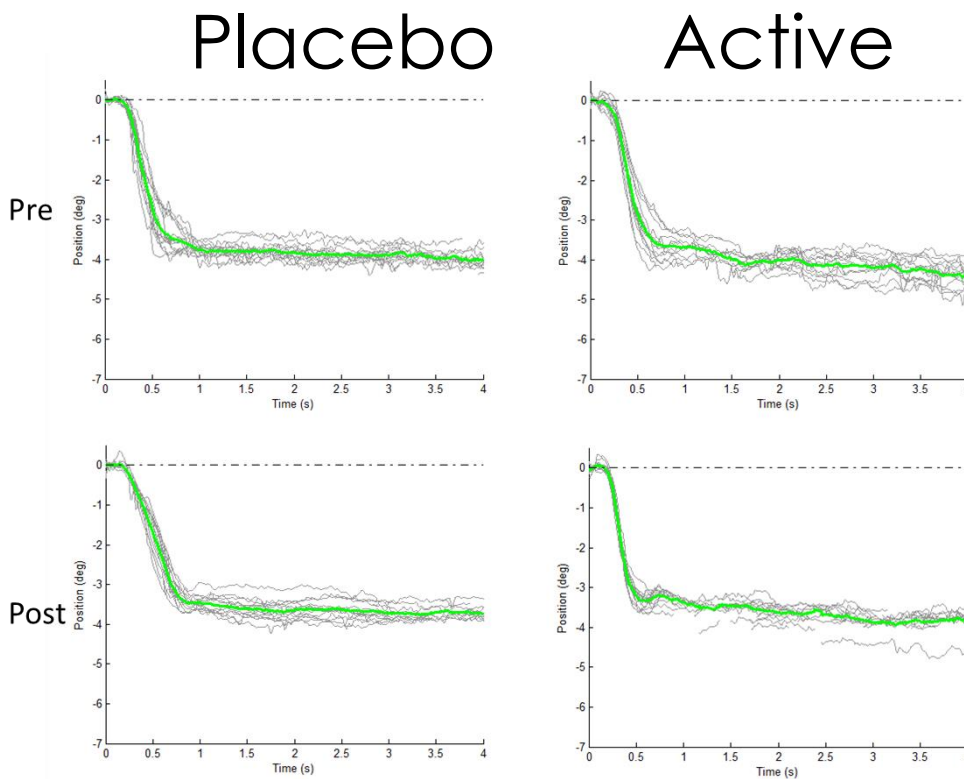 Placebo
Active
Pre
Position (deg)
0
-1
-2
-3
-4
-5
-6
-7
0 0.5 1 1.5 2 2.5 3 3.5 4
Time (s)
Position (deg)
0
-1
-2
-3
-4
-5
-6
-7
0 0.5 1 1.5 2 2.5 3 3.5
Time (s)
Post
Position (deg)
0
-1
-2
-3
-4
-5
-6
-7
0 0.5 1 1.5 2 2.5 3 3.5 4
Time (s)
Position (deg)
0
-1
-2
-3
-4
-5
-6
-7
0 0.5 1 1.5 2 2.5 3 3.5
Time (s)